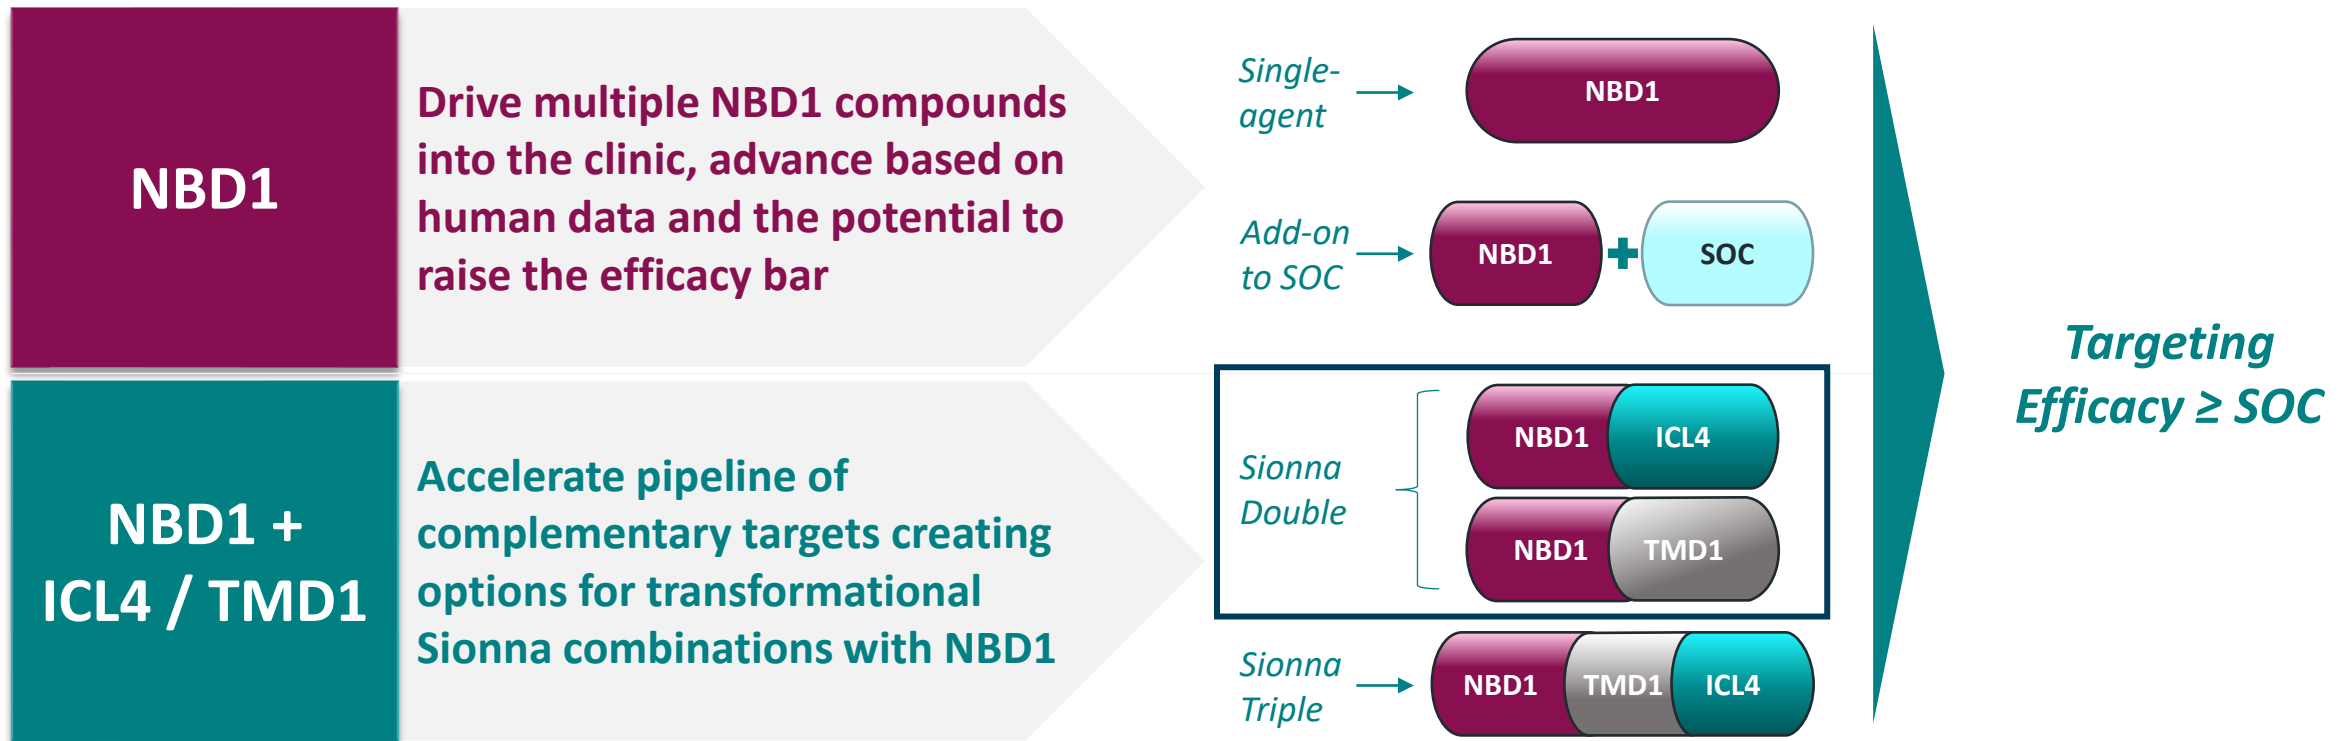 NBD1
Drive multiple NBD1 compounds
into the clinic, advance based on
human data and the potential to
raise the efficacy bar
Single-
agent
NBD1
Add-on
to SOC
NBD1
SOC
NBD1 +
ICL4 / TMD1
Accelerate pipeline of
complementary targets creating
options for transformational
Sionna combinations with NBD1
Sionna
Double
NBD1 ICL4
NBD1 TMD1
Sionna
Triple
NBD1 TMD1 ICL4
Targeting
Efficacy ≥ SOC